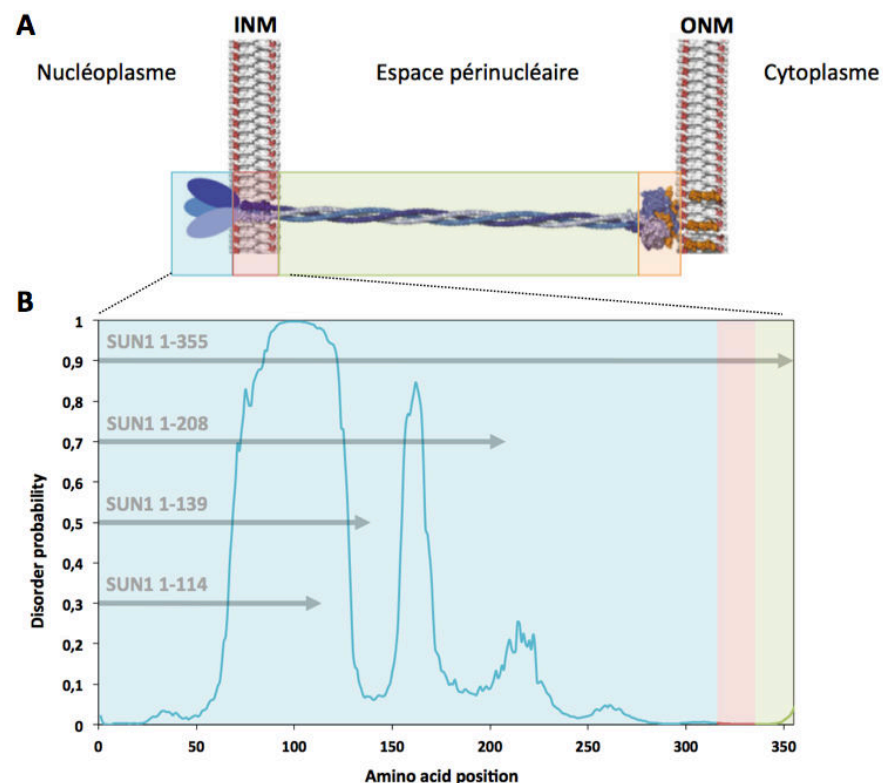 A
INM
ONM
Nucléoplasme
Espace périnucléaire
Cytoplasme
B
1
0,9
0,8
0,7
0,6
0,5
0,4
0,3
0,2
0,1
0
Disorder probability
SUN1 1-355
SUN1 1-208
SUN1 1-139
SUN1 1-114
0
50
100
150
200
250
300
350
Amino acid position